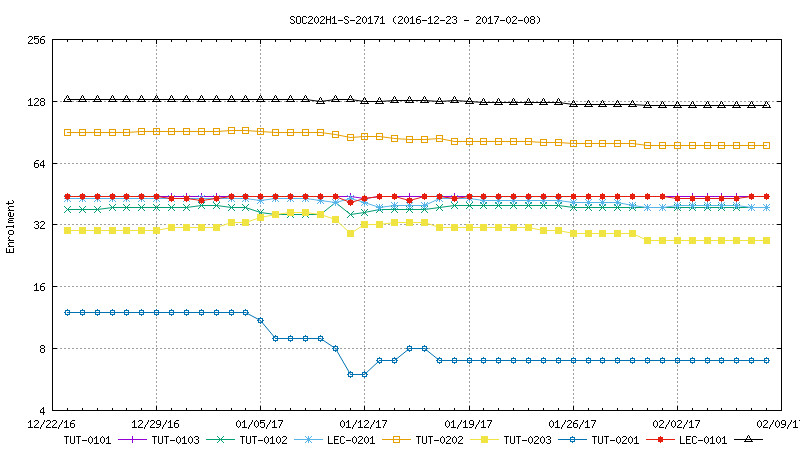 SOC202H1-S-20171 (2016-12-23 - 2017-02-08)
256
128
64
32
16
8
4
Enrolment
12/22/16 12/29/16 01/05/17 01/12/17 01/19/17 01/26/17 02/02/17 02/09/17
TUT-0101 TUT-0103 TUT-0102 LEC-0201 TUT-0202 TUT-0203 TUT-0201 LEC-0101